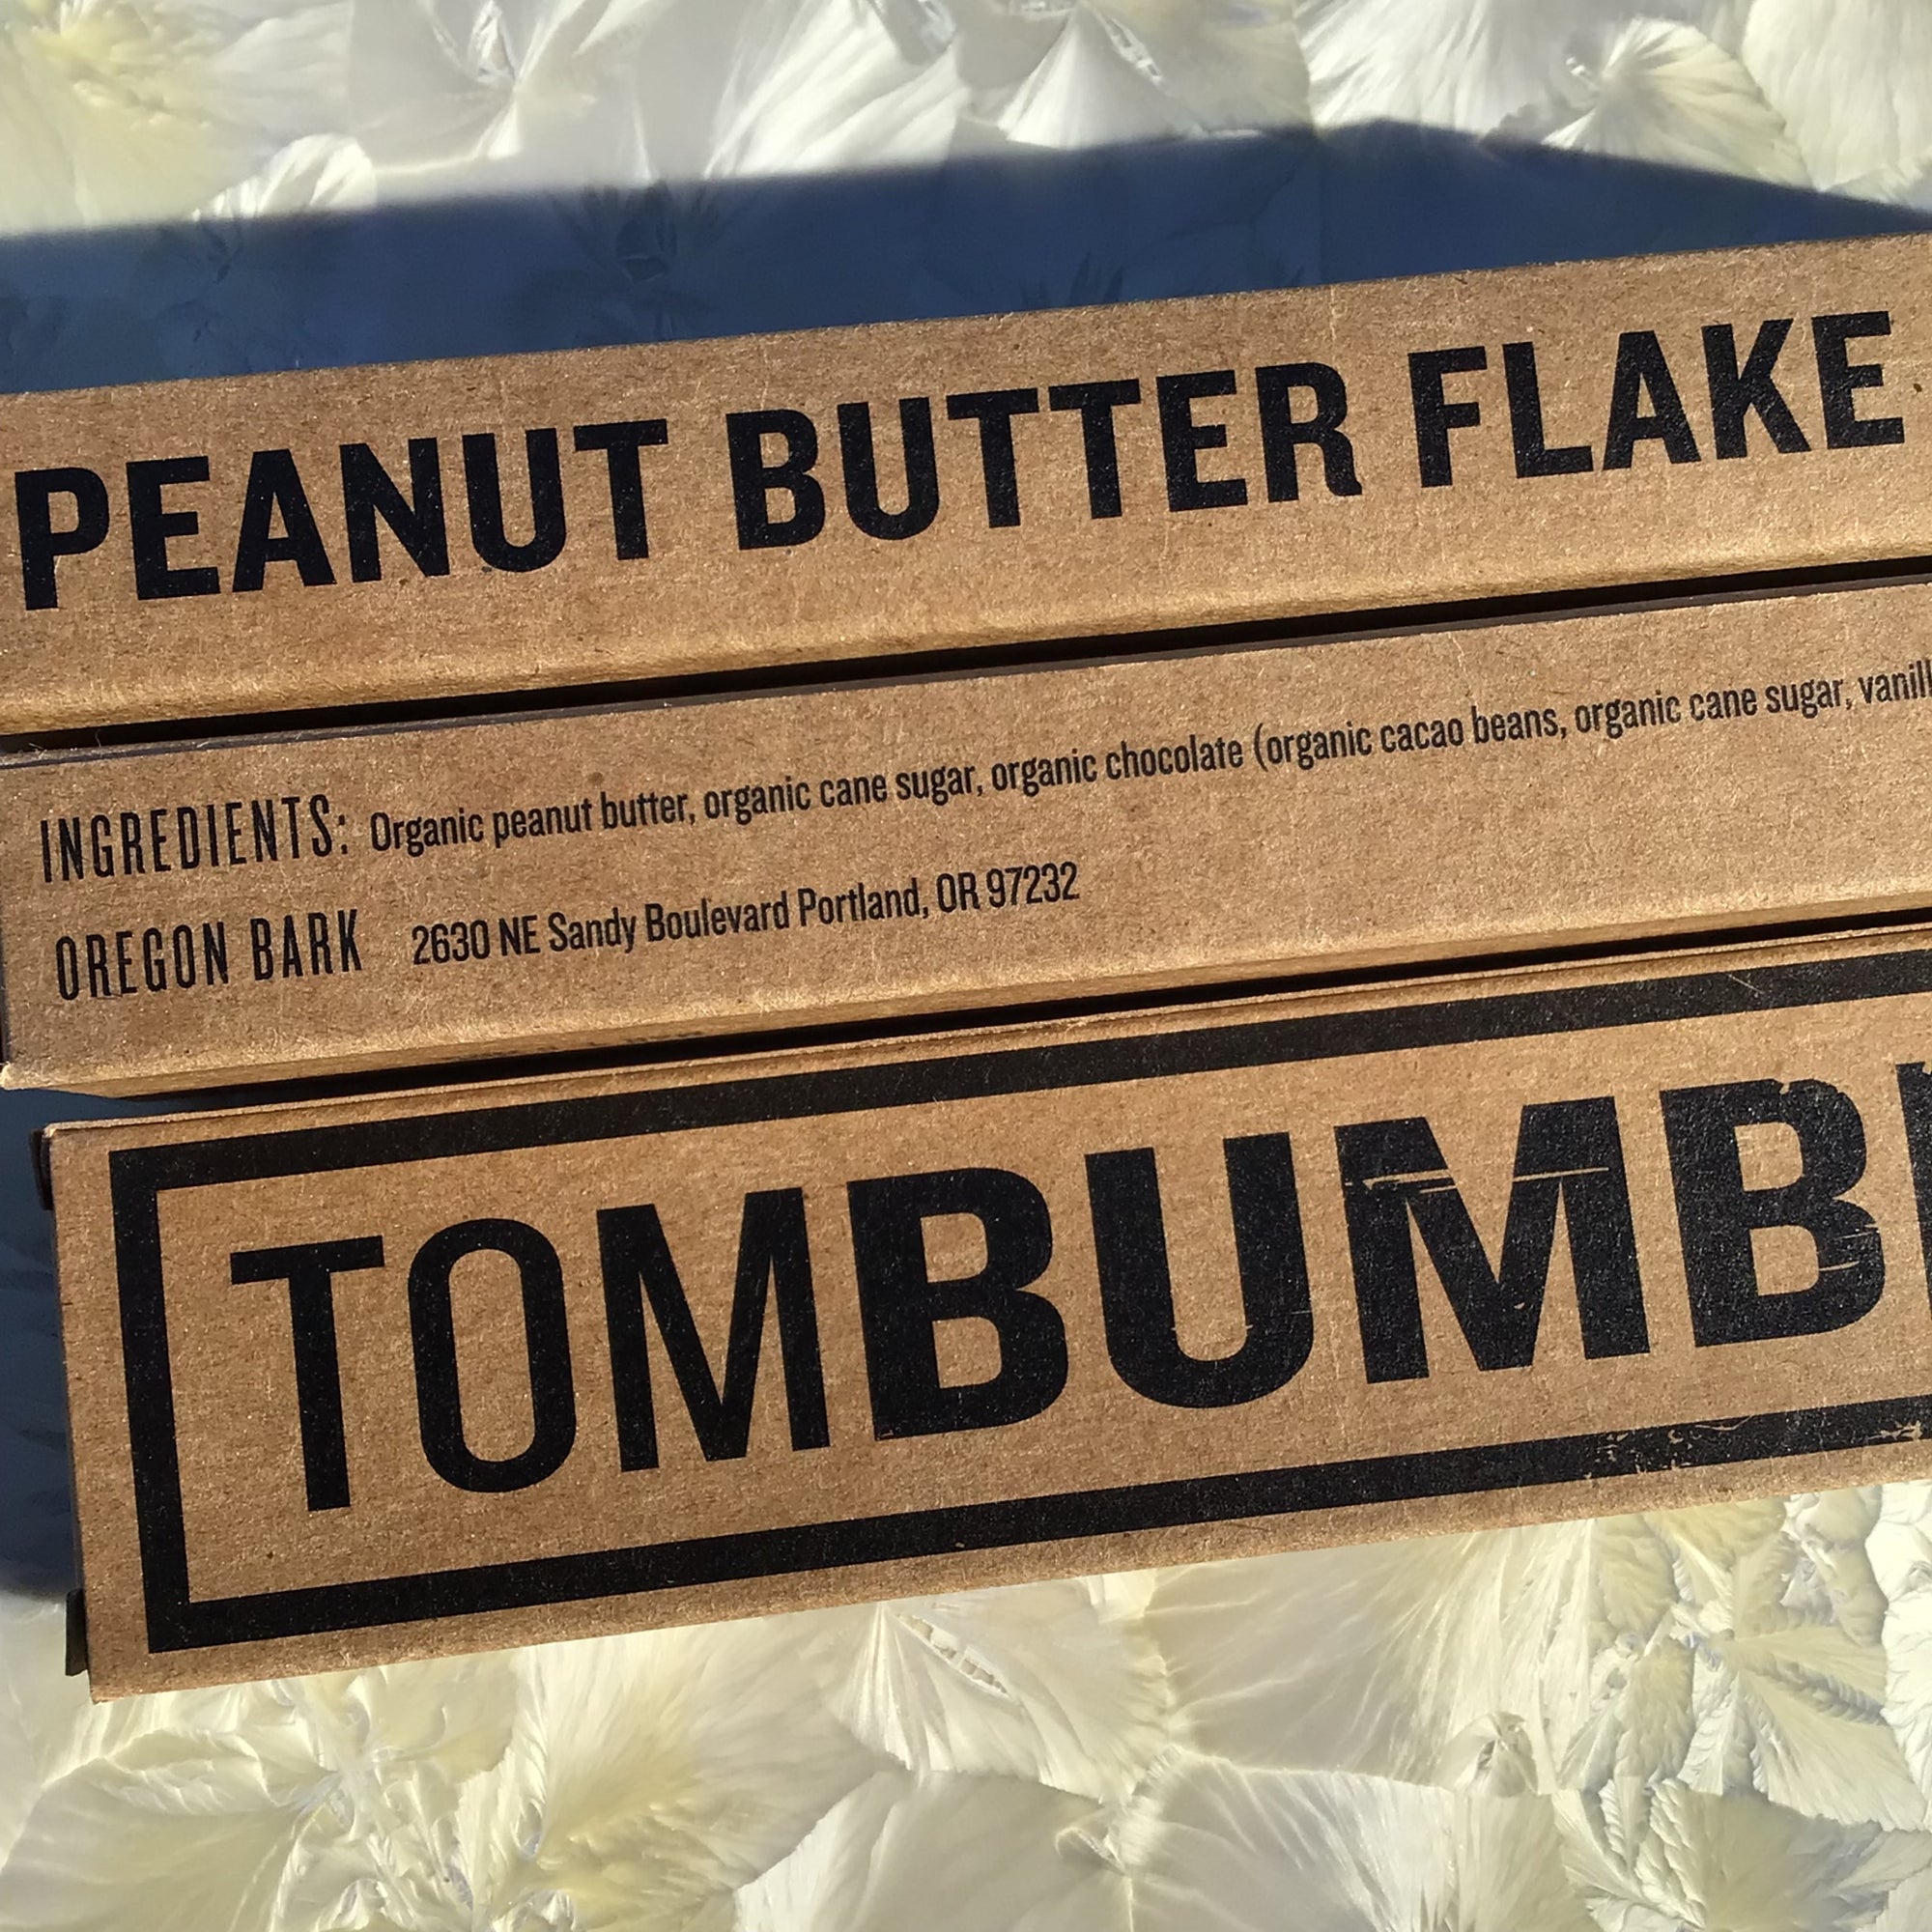 PEANUT BUTTER FLAKE
INGREDIENTS: Organic peanut butter, organic cane sugar, organic chocolate (organic cacao beans, organic cane sugar, vanill
OREGON BARK 2630 NE Sandy Boulevard Portland, OR 97232
TOMBUMB